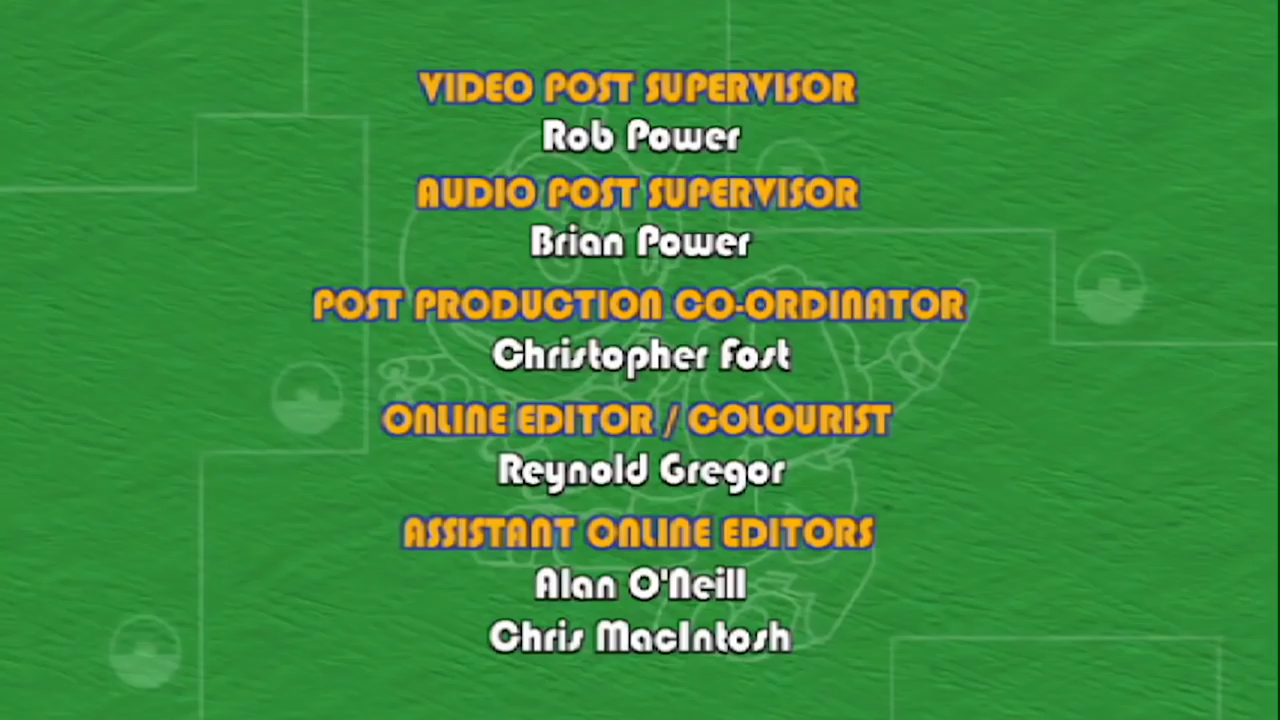 VIDEO POST SUPERVISOR
Rob Power
AUDIO POST SUPERVISOR
Brian Power
POST PRODUCTION CO-ORDINATOR
Christopher Fost
ONLINE EDITOR / COLOURIST
Reynold Gregor
ASSISTANT ONLINE EDITORS
Alan O'Neill
Chris MacIntosh